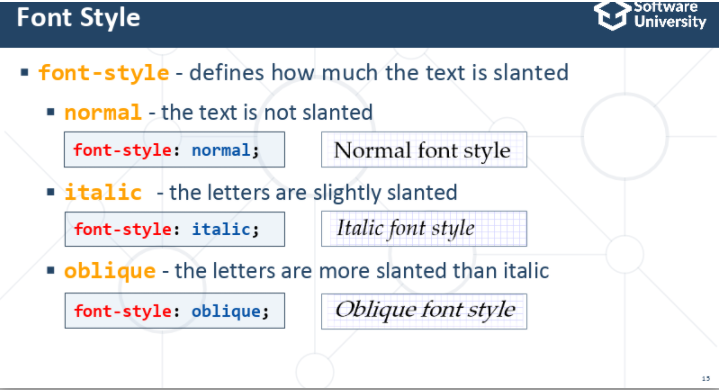 Font Style
Software
University
▪ font-style - defines how much the text is slanted
▪ normal - the text is not slanted
font-style: normal;
Normal font style
▪ italic - the letters are slightly slanted
font-style: italic;
Italic font style
▪ oblique - the letters are more slanted than italic
font-style: oblique;
Oblique font style
15